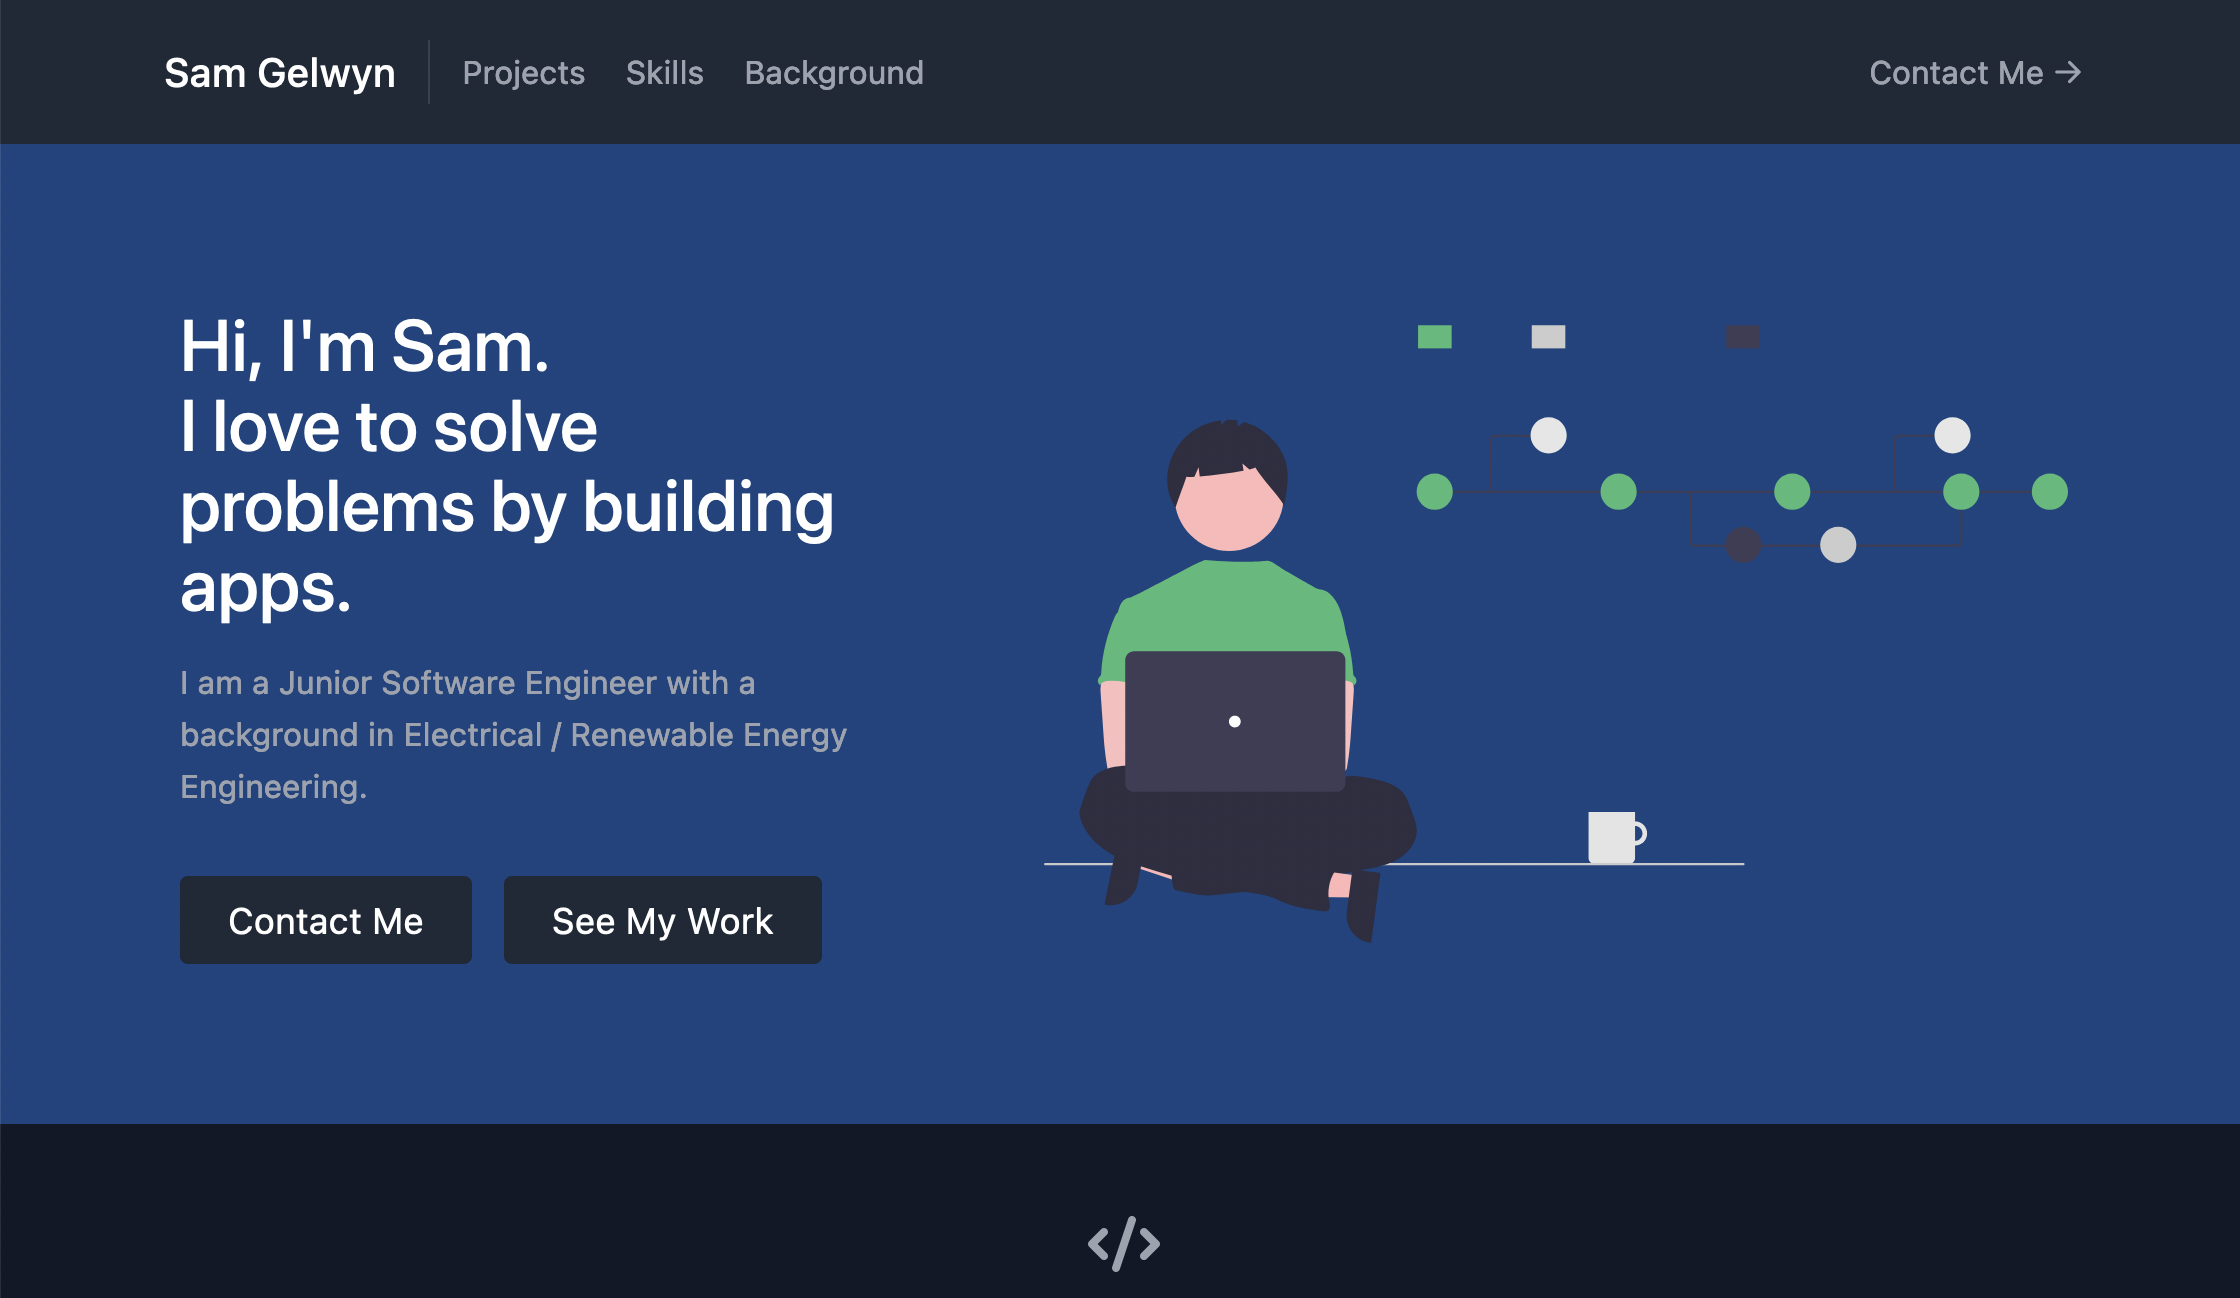 Sam Gelwyn
Projects
Skills
Background
Contact Me →
Hi, I'm Sam.
I love to solve
problems by building
apps.
I am a Junior Software Engineer with a
background in Electrical / Renewable Energy
Engineering.
Contact Me
See My Work